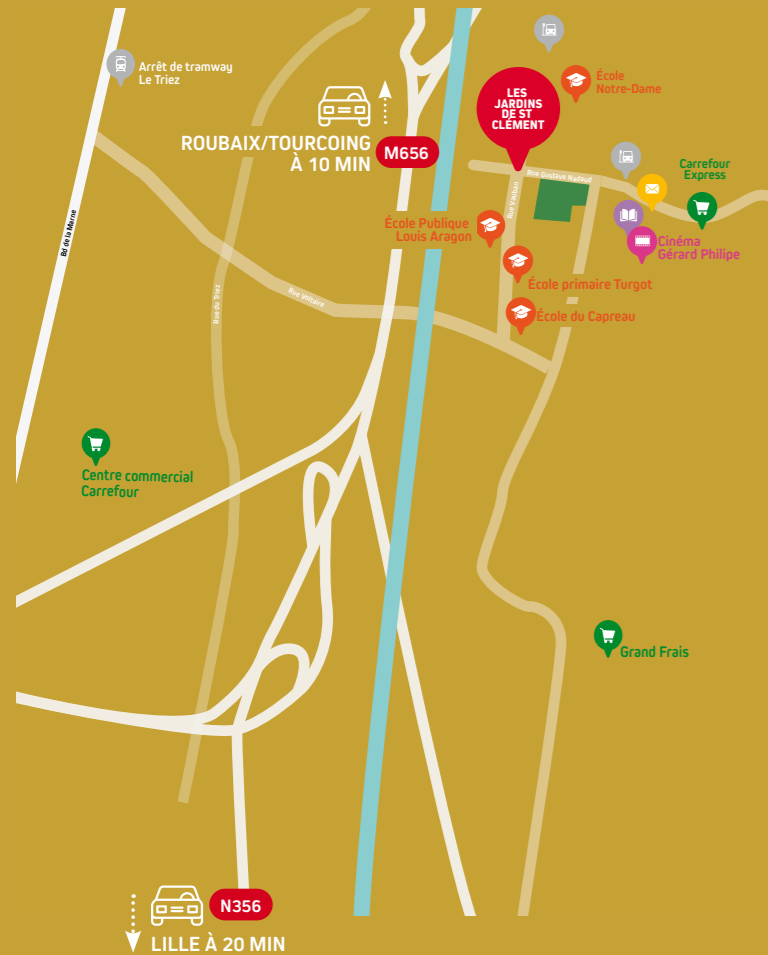 Arrêt de tramway
Le Triez
ROUBAIX/TOURCOING
À 10 MIN
M656
LES
JARDINS
DE ST
CLÉMENT
École
Notre-Dame
Rue Gustave Nadaud
Carrefour
Express
Rue Vauban
Bd de la Marne
École Publique
Louis Aragon
Cinéma
Gérard Philipe
École primaire Turgot
Rue du Triez
Rue Voltaire
École du Capreau
Centre commercial
Carrefour
Grand Frais
N356
LILLE À 20 MIN